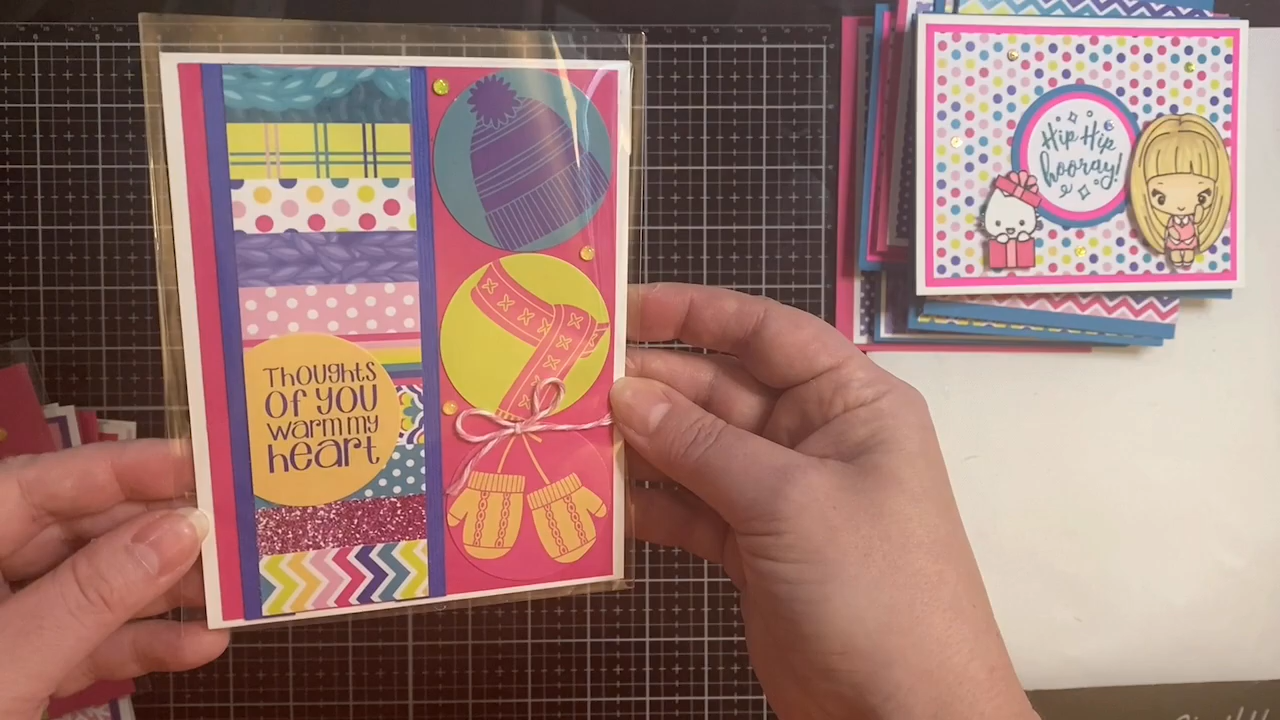 Thoughts
of you
warm my
heart
Hip Hip
hooray!